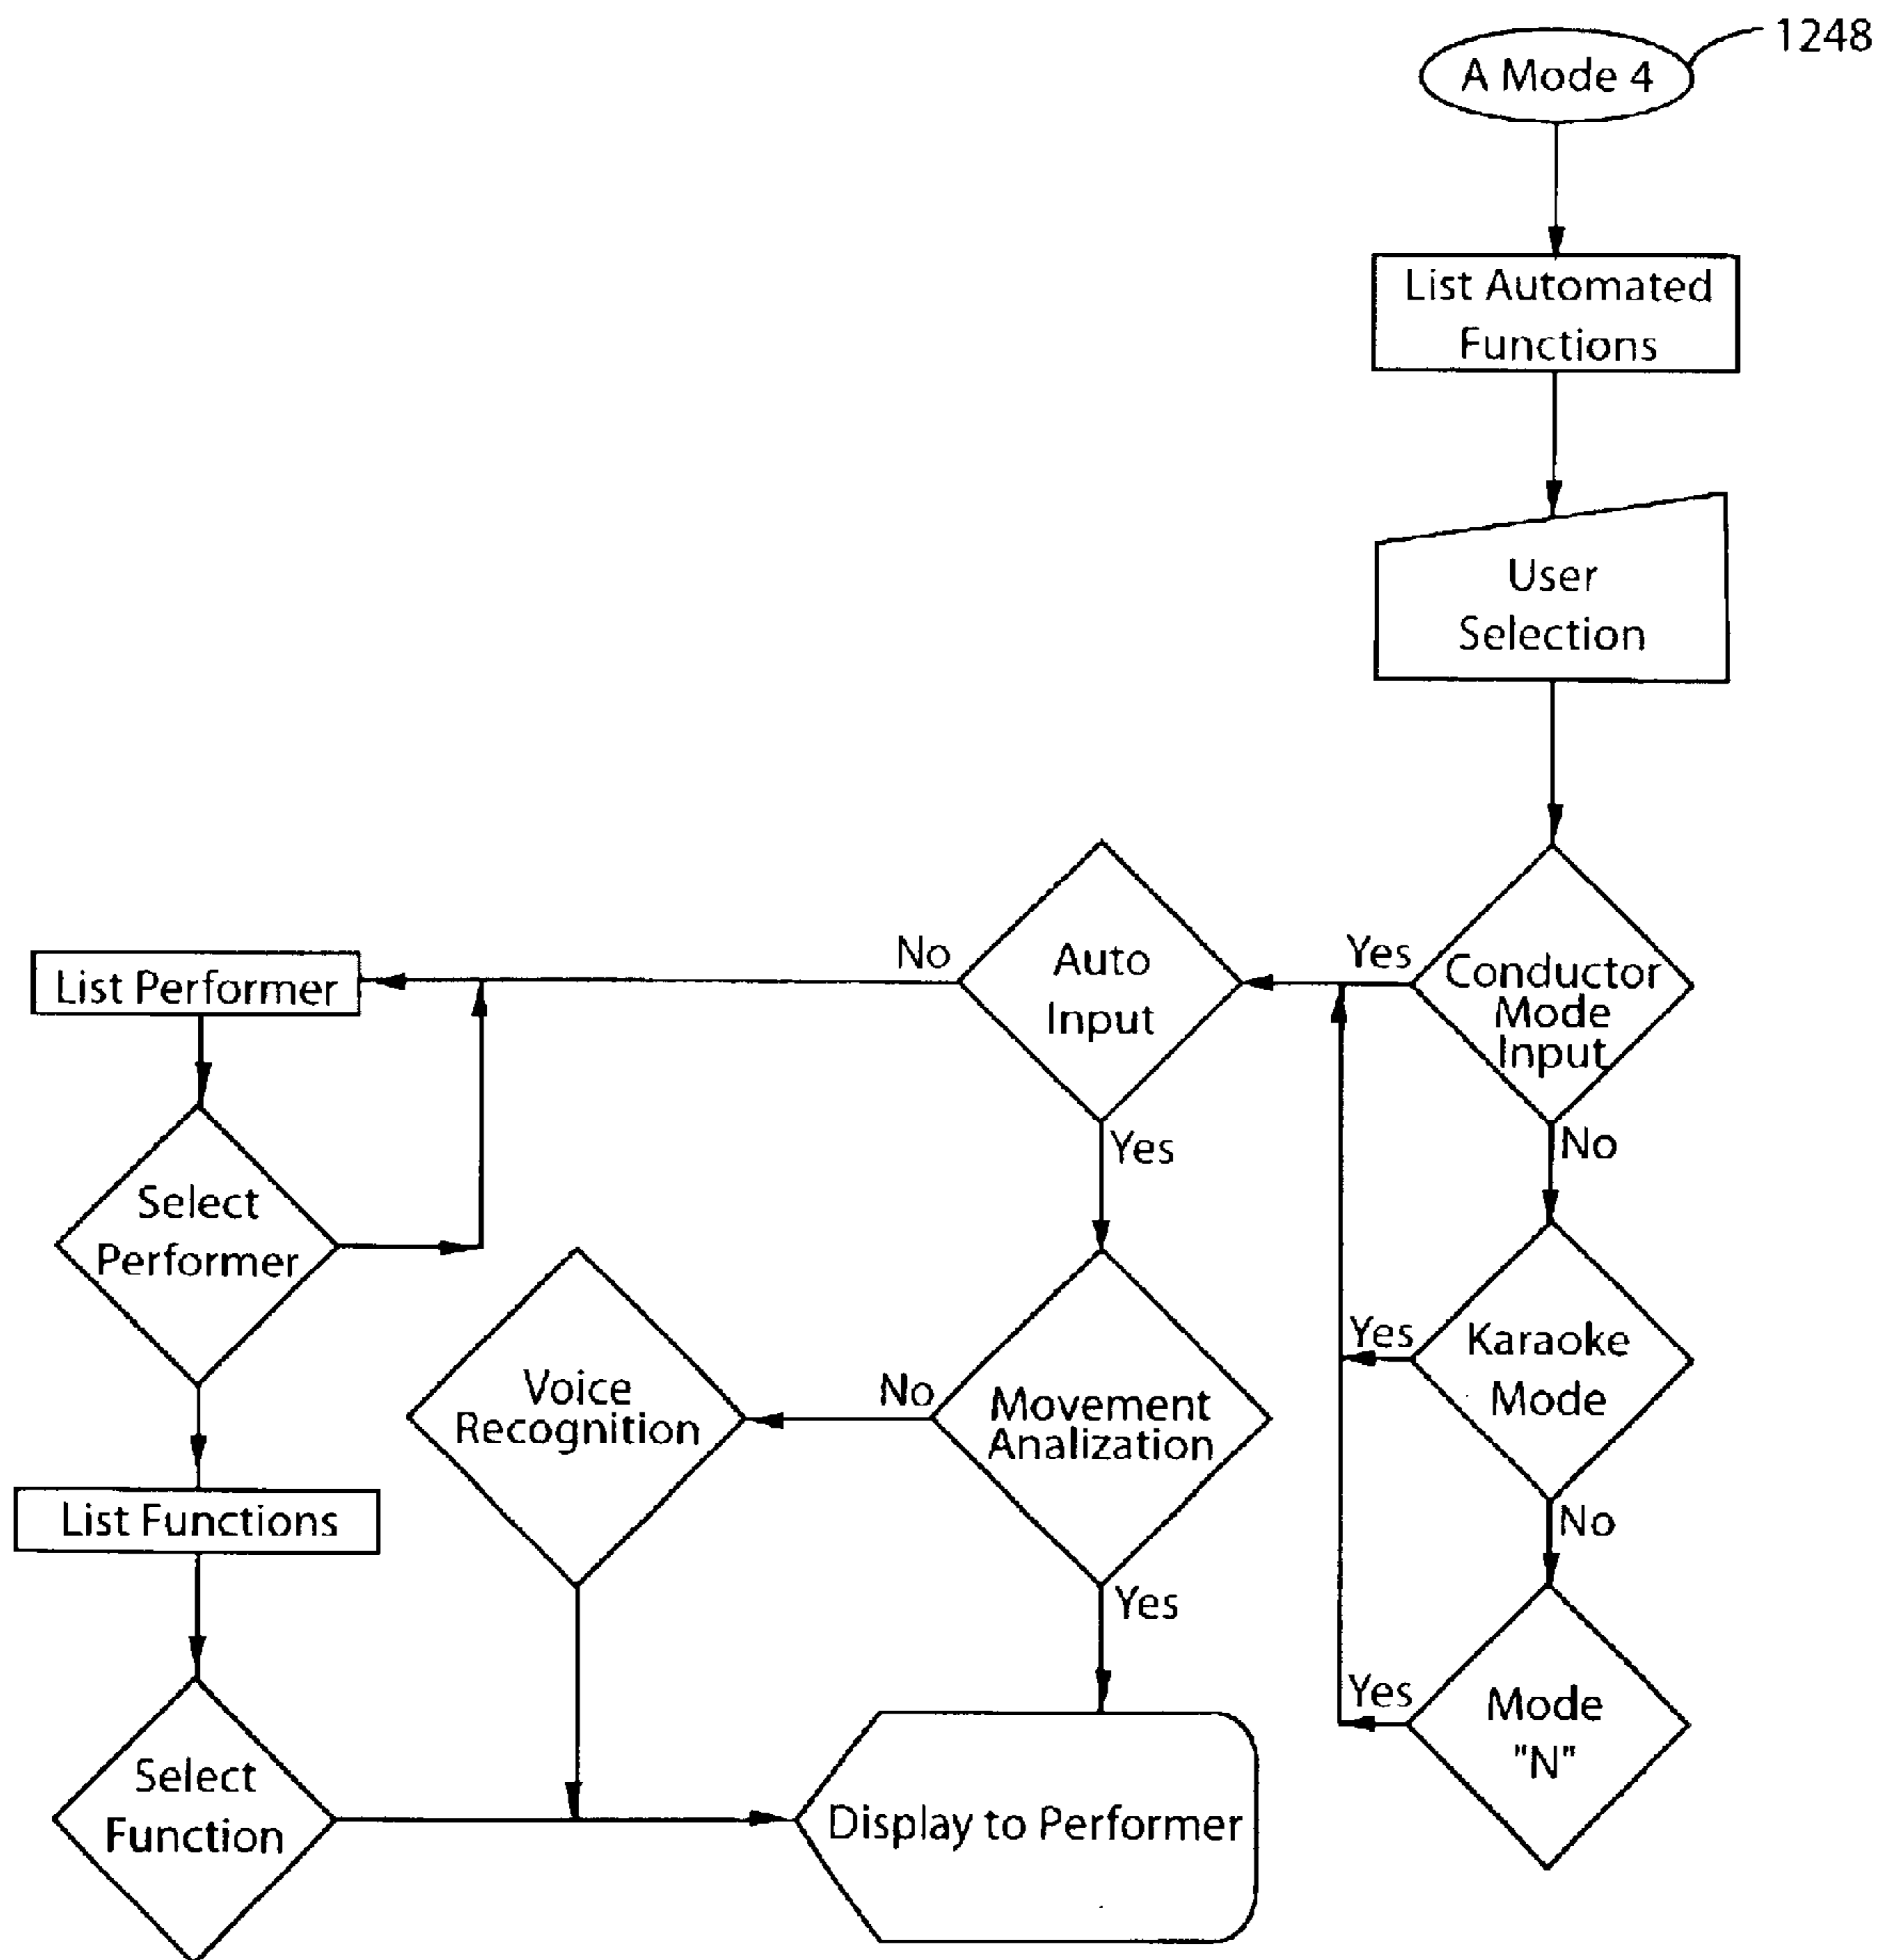 1248
A Mode 4
List Automated
Functions
User
Selection
Conductor
Mode
Input
Yes
No
Auto
Input
No
Yes
List Performer
Select
Performer
List Functions
Select
Function
Voice
Recognition
No
Movement
Analization
Yes
Karaoke
Mode
Yes
No
Mode
"N"
Yes
Display to Performer